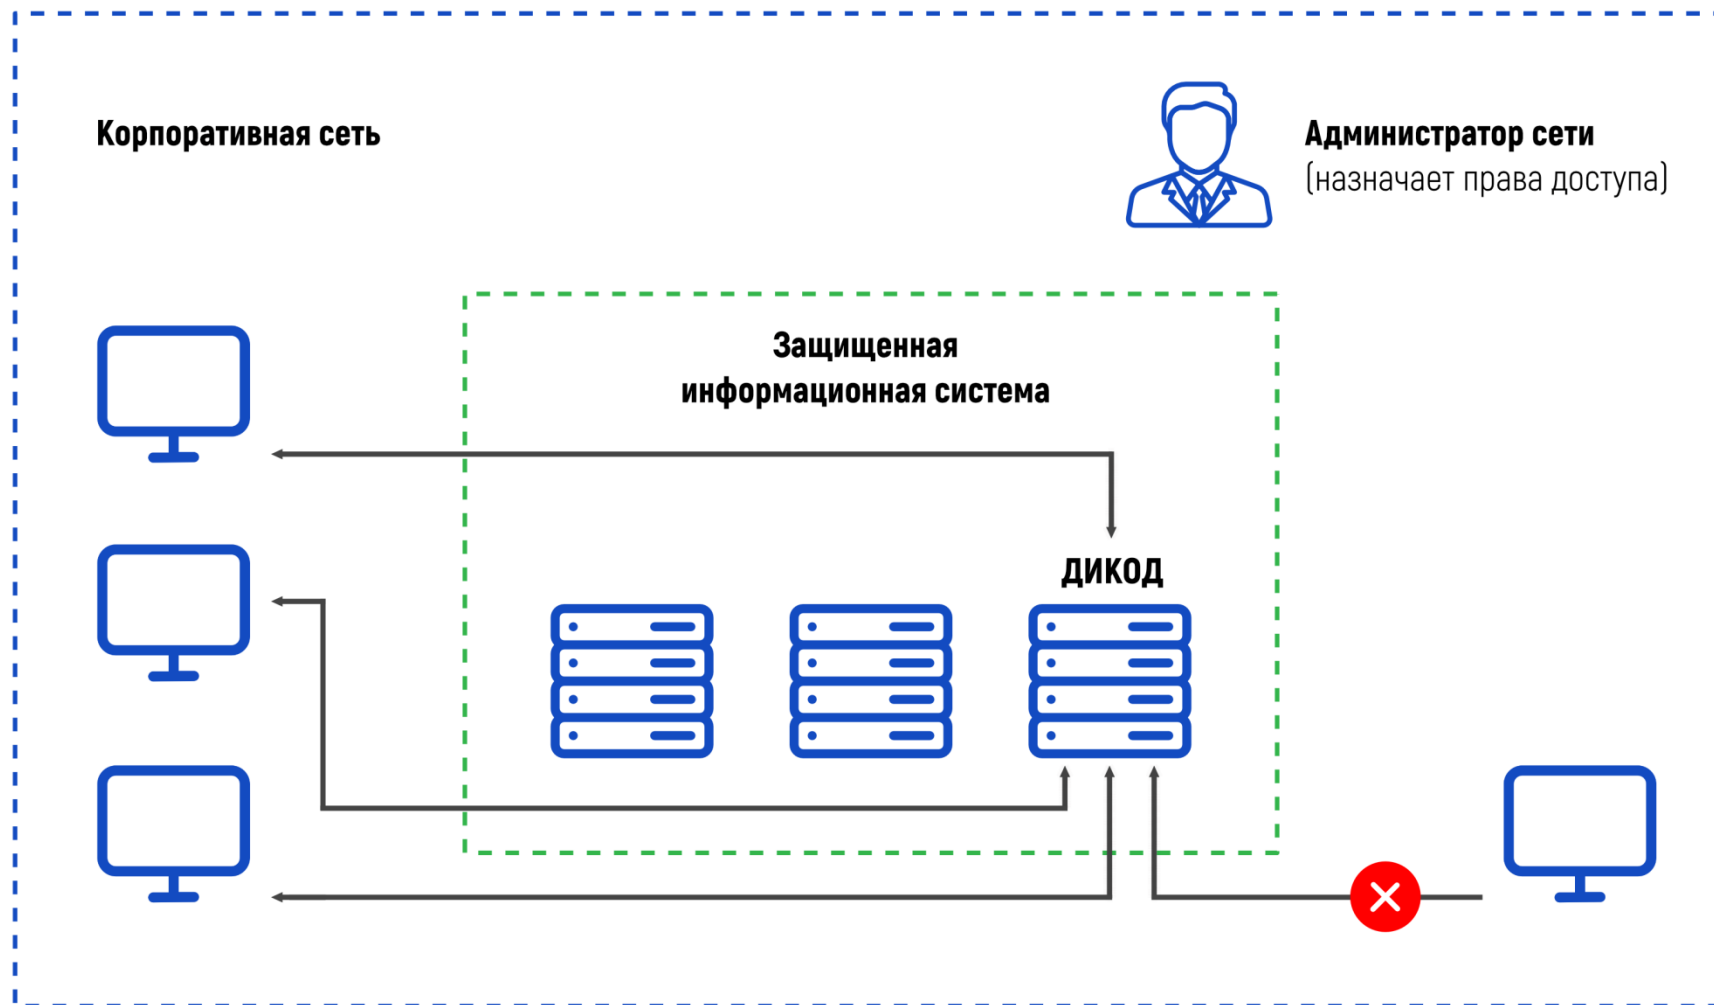 Корпоративная сеть
Администратор сети
(назначает права доступа)
Защищенная
информационная система
ДИКОД